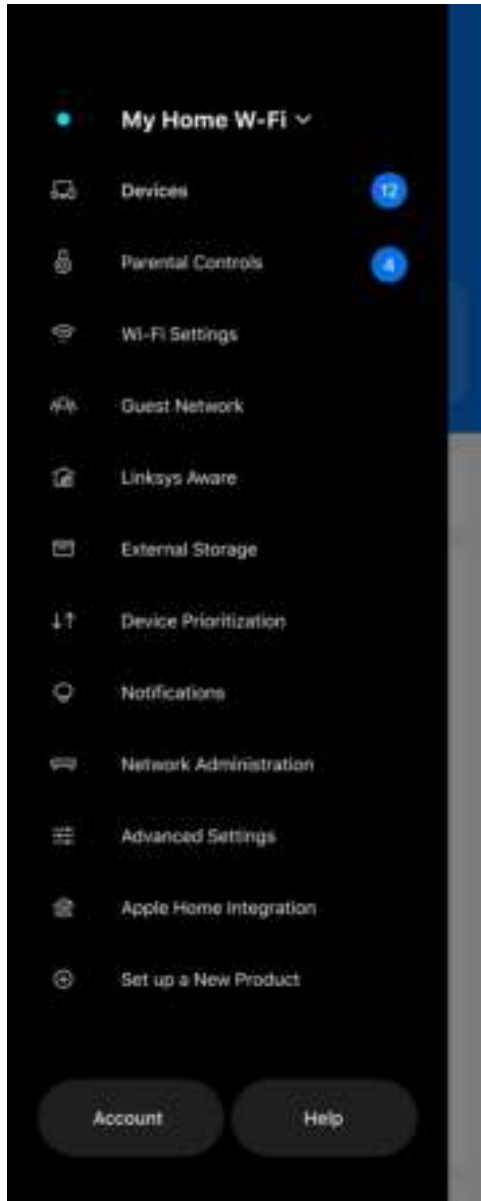 My Home W-Fi
Devices 12
Parental Controls 4
Wi-Fi Settings
Guest Network
Linksys Aware
External Storage
Device Prioritization
Notifications
Network Administration
Advanced Settings
Apple Home Integration
Set up a New Product
Account Help